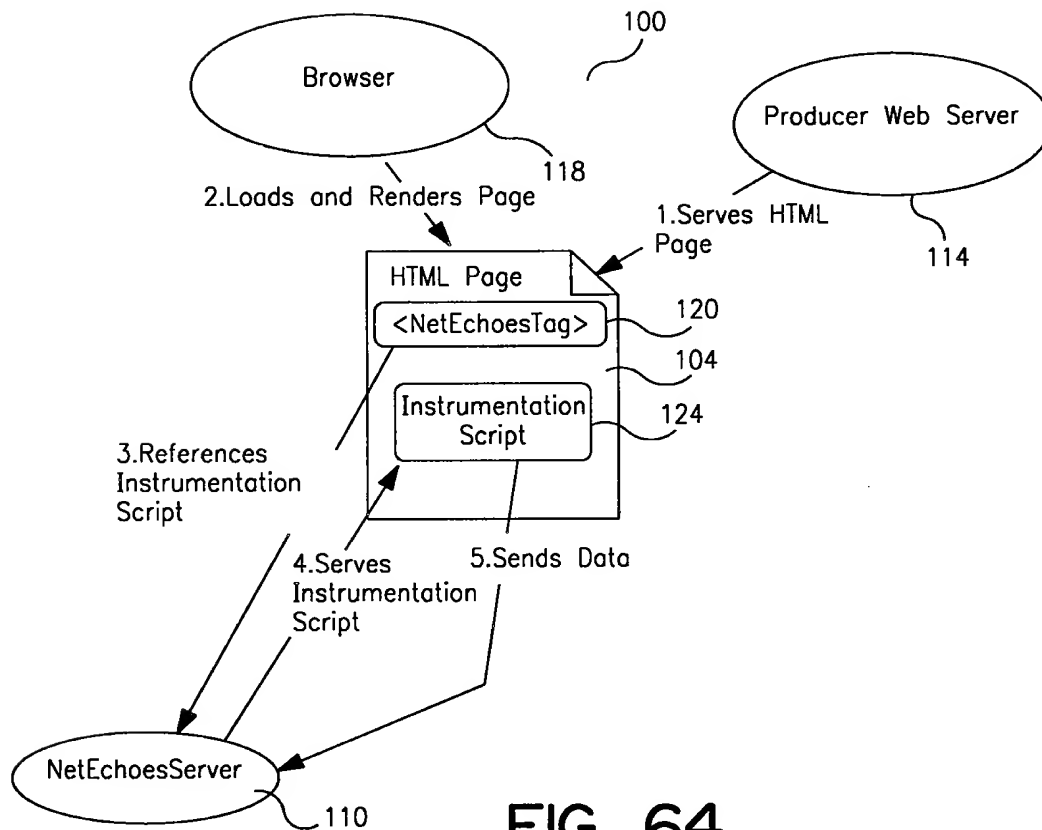 100
Browser
118
Producer Web Server
114
2.Loads and Renders Page
1.Serves HTML
Page
HTML Page
<NetEchoesTag>
120
104
Instrumentation
Script
124
3.References
Instrumentation
Script
4.Serves
Instrumentation
Script
5.Sends Data
NetEchoesServer
110
FIG. 64